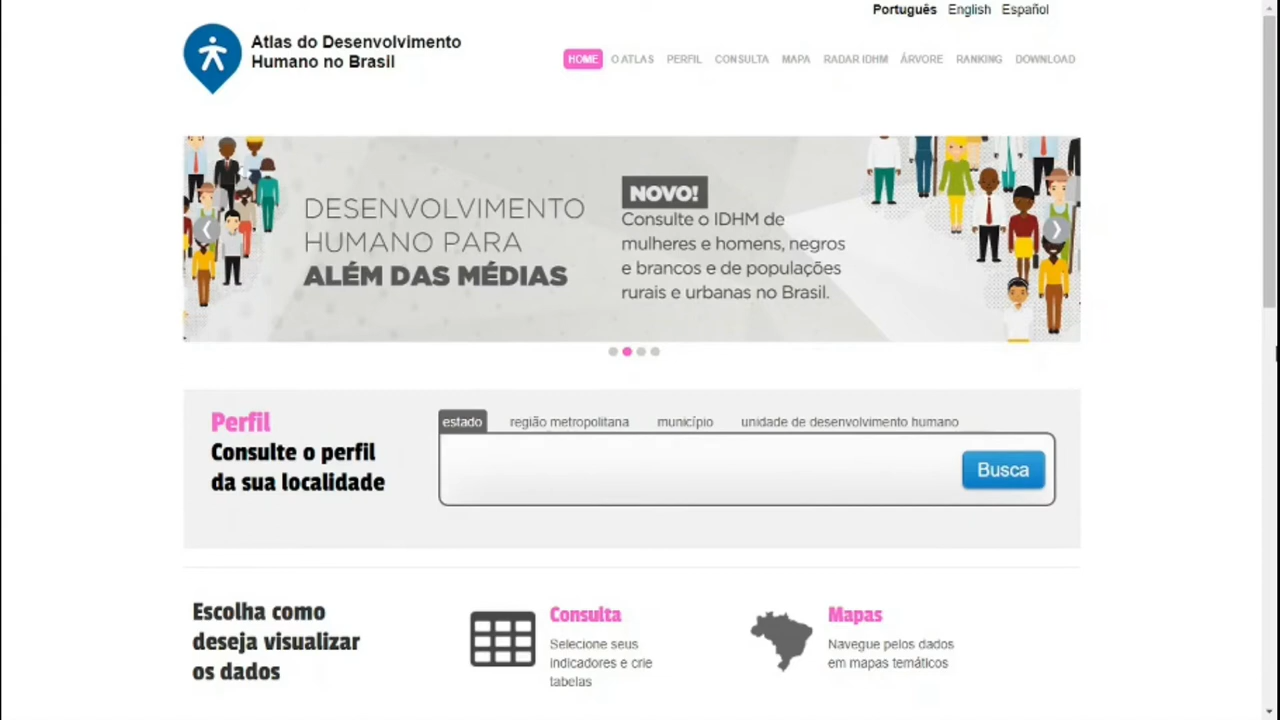 Português English Español
Atlas do Desenvolvimento
Humano no Brasil
HOME O ATLAS PERFIL CONSULTA MAPA RADAR IDHM ÁRVORE RANKING DOWNLOAD
DESENVOLVIMENTO
HUMANO PARA
ALÉM DAS MÉDIAS
NOVO!
Consulte o IDHM de
mulheres e homens, negros
e brancos e de populações
rurais e urbanas no Brasil.
Perfil
Consulte o perfil
da sua localidade
estado região metropolitana município unidade de desenvolvimento humano
Busca
Escolha como
deseja visualizar
os dados
Consulta
Selecione seus
indicadores e crie
tabelas
Mapas
Navegue pelos dados
em mapas temáticos